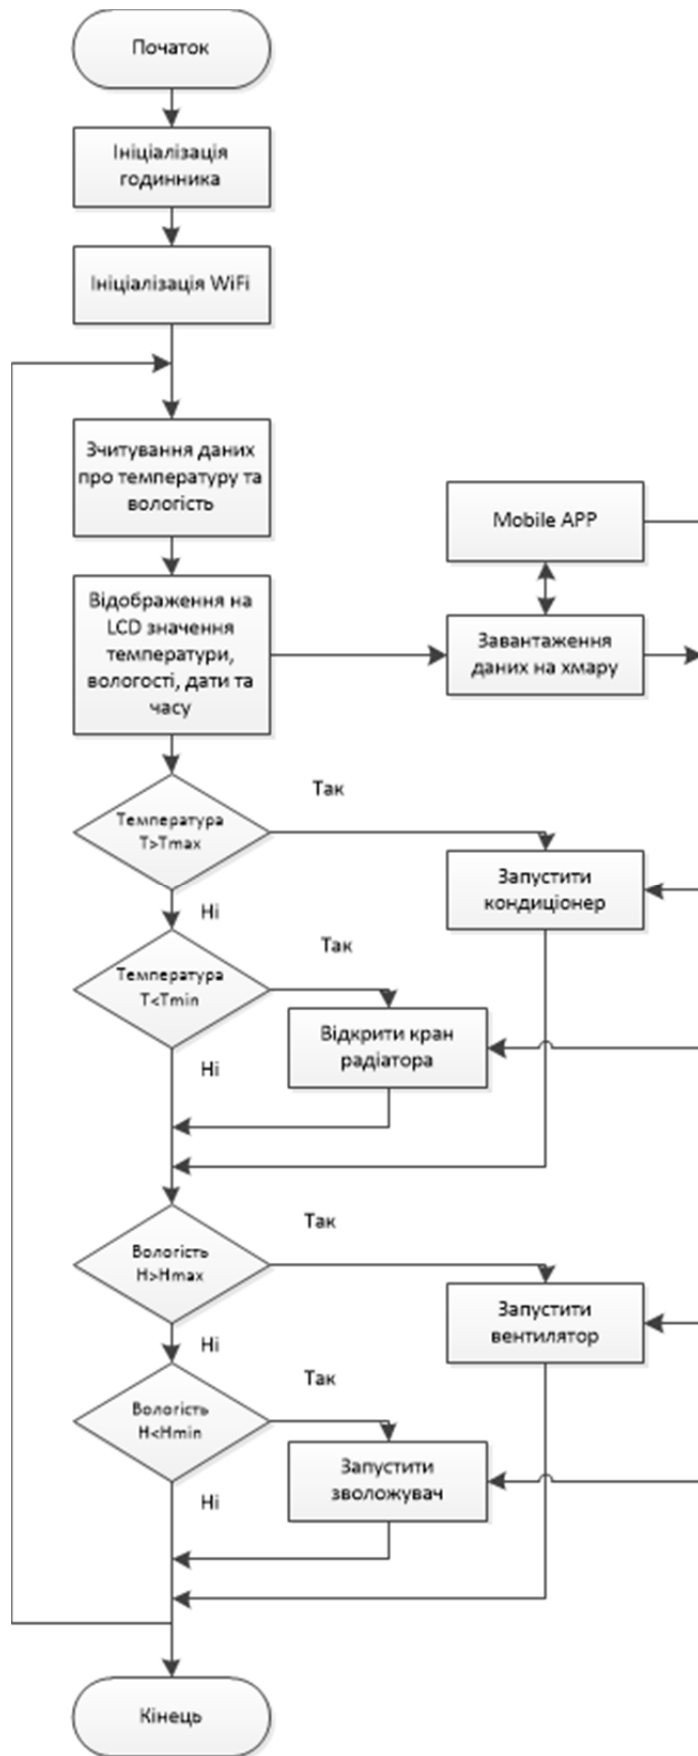 Початок
Ініціалізація
годинника
Ініціалізація WiFi
Зчитування даних
про температуру та
вологість
Mobile APP
Відображення на
LCD значення
температури,
вологості, дати та
часу
Завантаження
даних на хмару
Температура
T>Tmax
Так
Запустити
кондиціонер
Ні
Температура
T<Tmin
Так
Відкрити кран
радіатора
Ні
Вологість
H>Hmax
Так
Запустити
вентилятор
Ні
Вологість
H<Hmin
Так
Запустити
зволожувач
Ні
Кінець